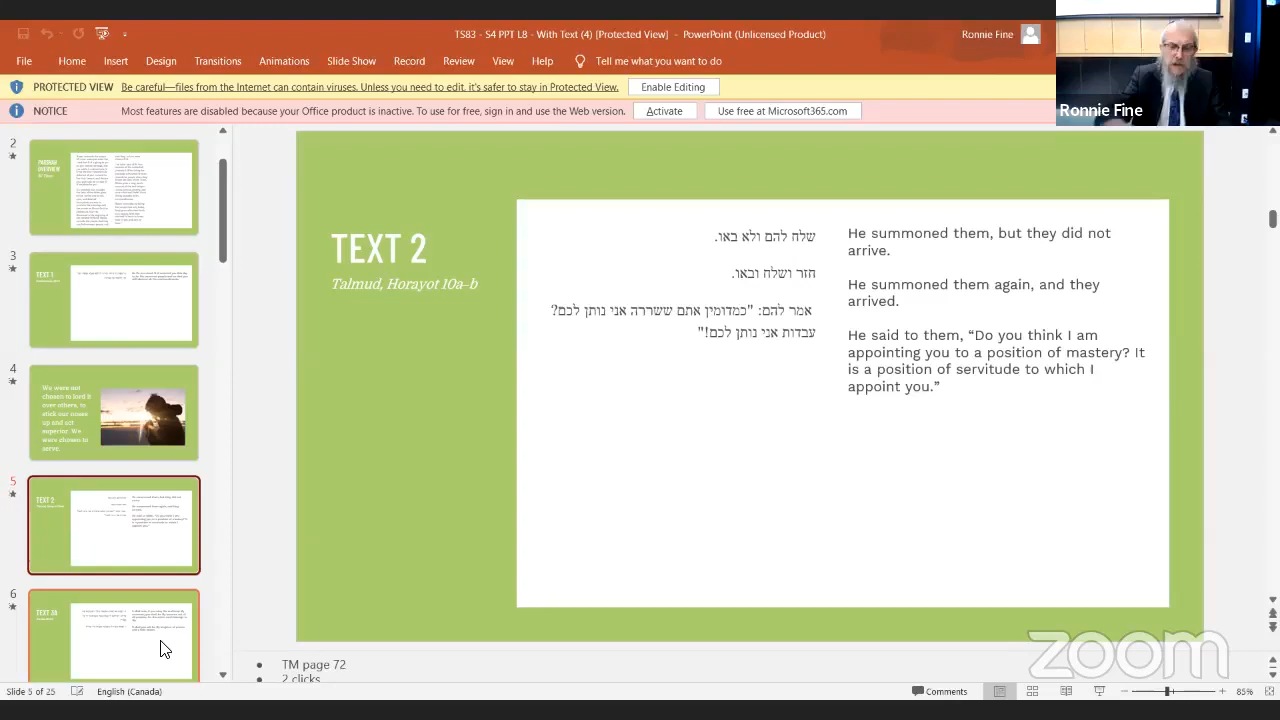 TS83 - S4 PPT L8 - With Text (4) [Protected View] - PowerPoint (Unlicensed Product)
Ronnie Fine
File Home Insert Design Transitions Animations Slide Show Record Review View Help Tell me what you want to do
PROTECTED VIEW Be careful—files from the Internet can contain viruses. Unless you need to edit, it's safer to stay in Protected View. Enable Editing
NOTICE Most features are disabled because your Office product is inactive. To use for free, sign in and use the Web version. Activate Use free at Microsoft365.com
Ronnie Fine
2
3
TEXT 1
4
We were not
chosen to lord it
over others, to
stick our noses
up and act
superior. We
were chosen to
serve.
5
TEXT 2
6
TEXT 3A
TEXT 2
Talmud, Horayot 10a–b
שלח להם ולא באו.
חזר ושלח ובאו.
אמר להם: "כמדומין אתם ששררה אני נותן לכם?
עבדות אני נותן לכם!"
He summoned them, but they did not
arrive.
He summoned them again, and they
arrived.
He said to them, “Do you think I am
appointing you to a position of mastery? It
is a position of servitude to which I
appoint you.”
• TM page 72
• 2 clicks
zoom
Slide 5 of 25 English (Canada) Comments 85%